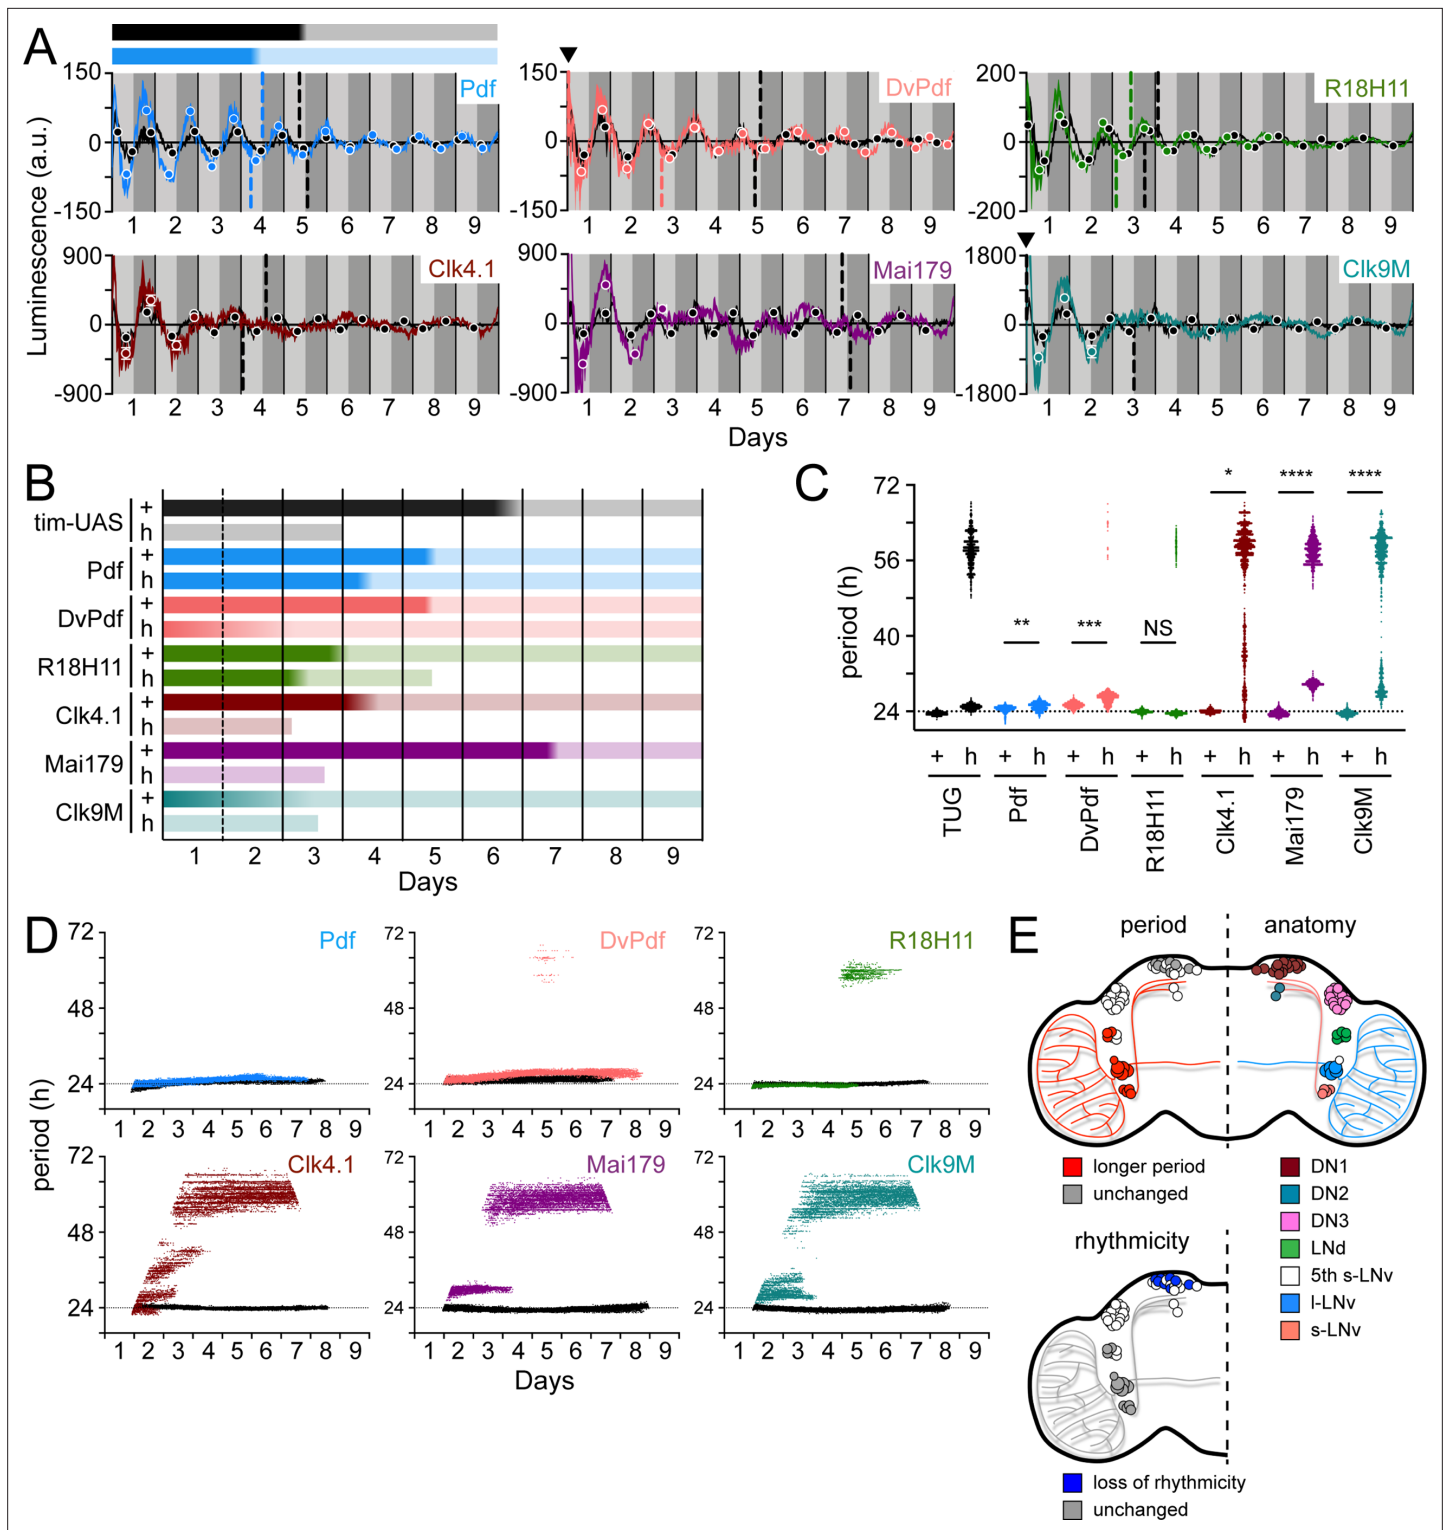 A
Luminescence (a.u.)
150
0
-150
Pdf
1 2 3 4 5 6 7 8 9
150
0
-150
DvPdf
1 2 3 4 5 6 7 8 9
200
0
-200
R18H11
1 2 3 4 5 6 7 8 9
900
0
-900
Clk4.1
1 2 3 4 5 6 7 8 9
900
0
-900
Mai179
1 2 3 4 5 6 7 8 9
1800
0
-1800
Clk9M
1 2 3 4 5 6 7 8 9
Days
B
tim-UAS + h
Pdf + h
DvPdf + h
R18H11 + h
Clk4.1 + h
Mai179 + h
Clk9M + h
1 2 3 4 5 6 7 8 9
Days
C
period (h)
72
56
40
24
** *** NS * **** ****
+ h + h + h + h + h + h + h
TUG Pdf DvPdf R18H11 Clk4.1 Mai179 Clk9M
D
period (h)
72
48
24
Pdf
1 2 3 4 5 6 7 8 9
72
48
24
DvPdf
1 2 3 4 5 6 7 8 9
72
48
24
R18H11
1 2 3 4 5 6 7 8 9
72
48
24
Clk4.1
1 2 3 4 5 6 7 8 9
72
48
24
Mai179
1 2 3 4 5 6 7 8 9
72
48
24
Clk9M
1 2 3 4 5 6 7 8 9
Days
E
period
anatomy
longer period
unchanged
rhythmicity
loss of rhythmicity
unchanged
DN1
DN2
DN3
LNd
5th s-LNv
l-LNv
s-LNv